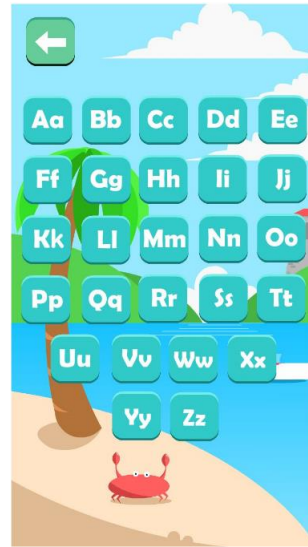 Aa Bb Cc Dd Ee
Ff Gg Hh Ii Jj
Kk Ll Mm Nn Oo
Pp Qq Rr Ss Tt
Uu Vv Ww Xx
Yy Zz